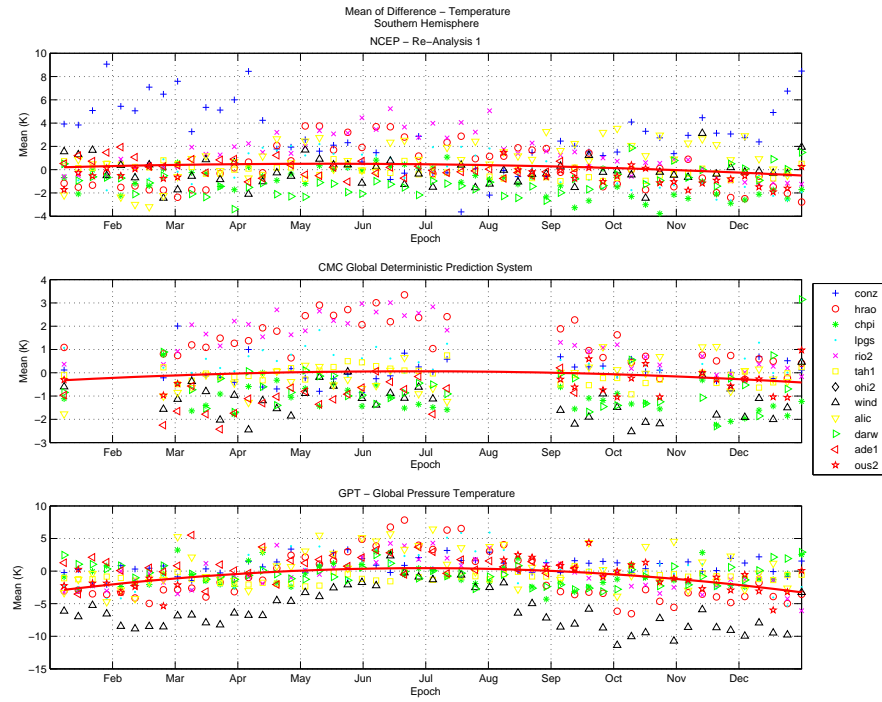 Mean of Difference − Temperature
Southern Hemisphere
NCEP − Re−Analysis 1
10
8
6
4
2
0
−2
−4
Mean (K)
Feb Mar Apr May Jun Jul Aug Sep Oct Nov Dec
Epoch
CMC Global Deterministic Prediction System
4
3
2
1
0
−1
−2
−3
Mean (K)
Feb Mar Apr May Jun Jul Aug Sep Oct Nov Dec
Epoch
conz
hrao
chpi
lpgs
rio2
tah1
ohi2
wind
alic
darw
ade1
ous2
GPT − Global Pressure Temperature
10
5
0
−5
−10
−15
Mean (K)
Feb Mar Apr May Jun Jul Aug Sep Oct Nov Dec
Epoch